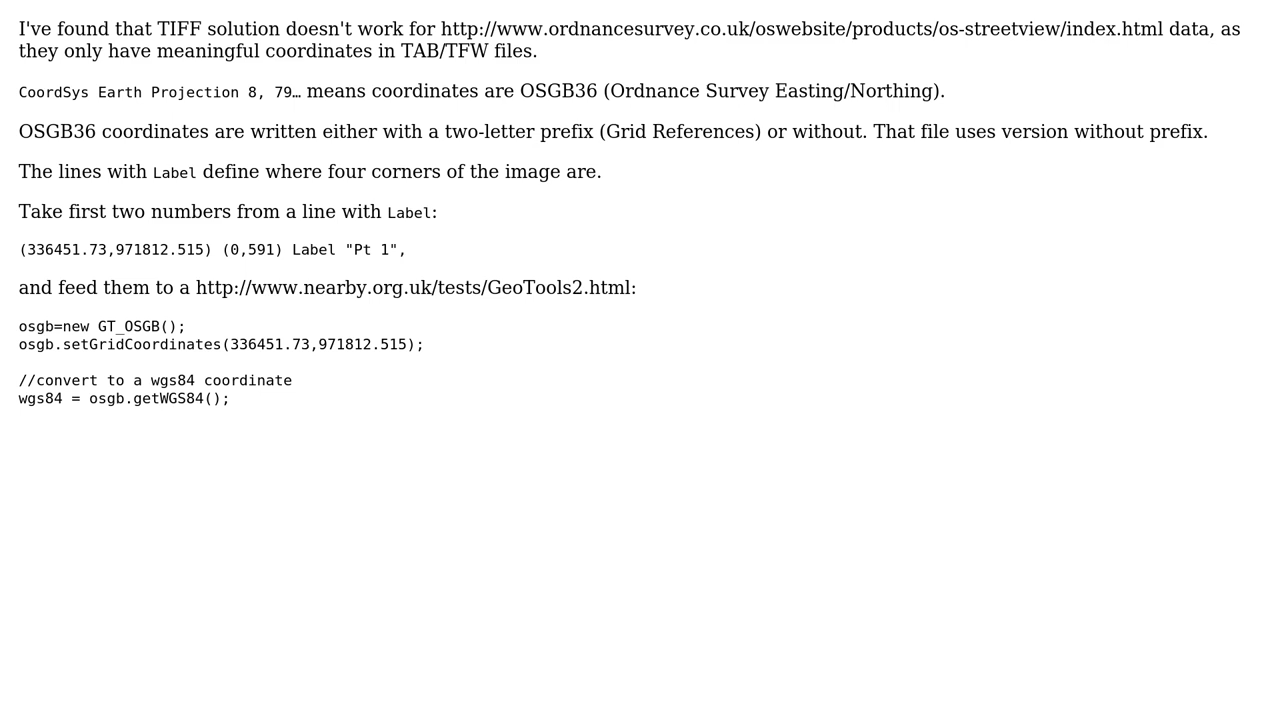 I've found that TIFF solution doesn't work for http://www.ordnancesurvey.co.uk/oswebsite/products/os-streetview/index.html data, as
they only have meaningful coordinates in TAB/TFW files.
CoordSys Earth Projection 8, 79… means coordinates are OSGB36 (Ordnance Survey Easting/Northing).
OSGB36 coordinates are written either with a two-letter prefix (Grid References) or without. That file uses version without prefix.
The lines with Label define where four corners of the image are.
Take first two numbers from a line with Label:
(336451.73,971812.515) (0,591) Label "Pt 1",
and feed them to a http://www.nearby.org.uk/tests/GeoTools2.html:
osgb=new GT_OSGB();
osgb.setGridCoordinates(336451.73,971812.515);
//convert to a wgs84 coordinate
wgs84 = osgb.getWGS84();